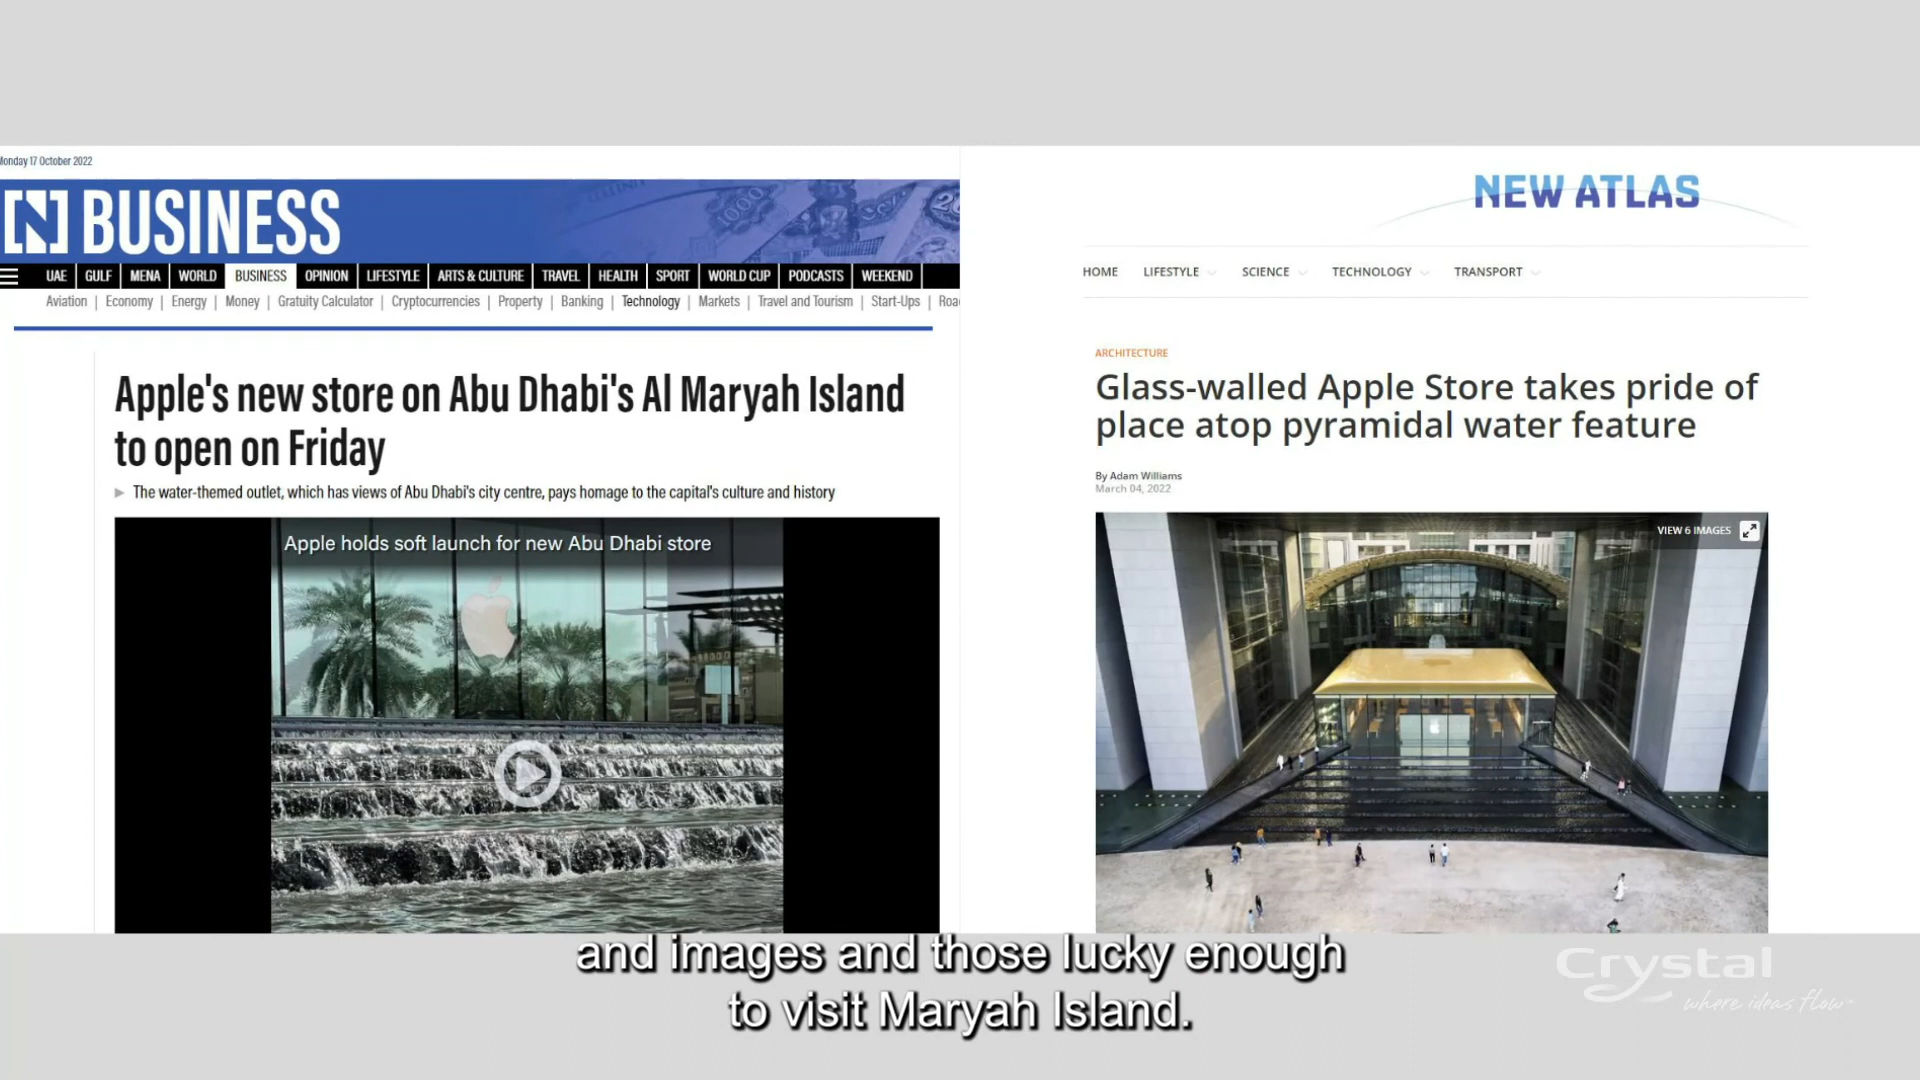 Monday 17 October 2022
N BUSINESS
UAE GULF MENA WORLD BUSINESS OPINION LIFESTYLE ARTS & CULTURE TRAVEL HEALTH SPORT WORLD CUP PODCASTS WEEKEND
Aviation | Economy | Energy | Money | Gratuity Calculator | Cryptocurrencies | Property | Banking | Technology | Markets | Travel and Tourism | Start-Ups | Roa
Apple's new store on Abu Dhabi's Al Maryah Island
to open on Friday
The water-themed outlet, which has views of Abu Dhabi's city centre, pays homage to the capital's culture and history
Apple holds soft launch for new Abu Dhabi store
NEW ATLAS
HOME LIFESTYLE SCIENCE TECHNOLOGY TRANSPORT
ARCHITECTURE
Glass-walled Apple Store takes pride of
place atop pyramidal water feature
By Adam Williams
March 04, 2022
VIEW 6 IMAGES
and images and those lucky enough
to visit Maryah Island.
Crystal
where ideas flow